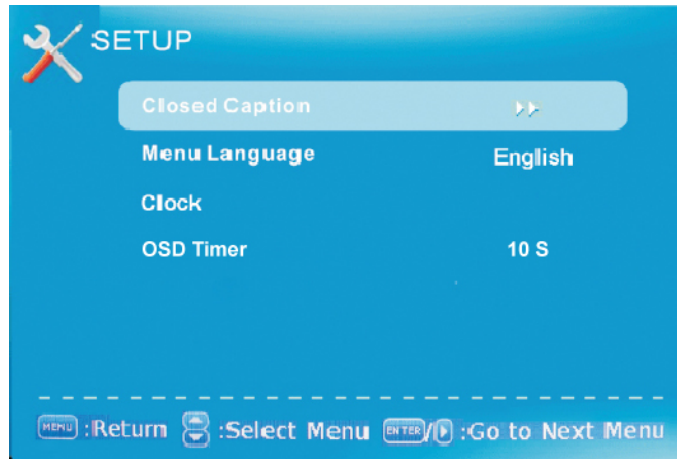 SETUP
Closed Caption
Menu Language English
Clock
OSD Timer 10 S
MENU :Return :Select Menu ENTER / :Go to Next Menu